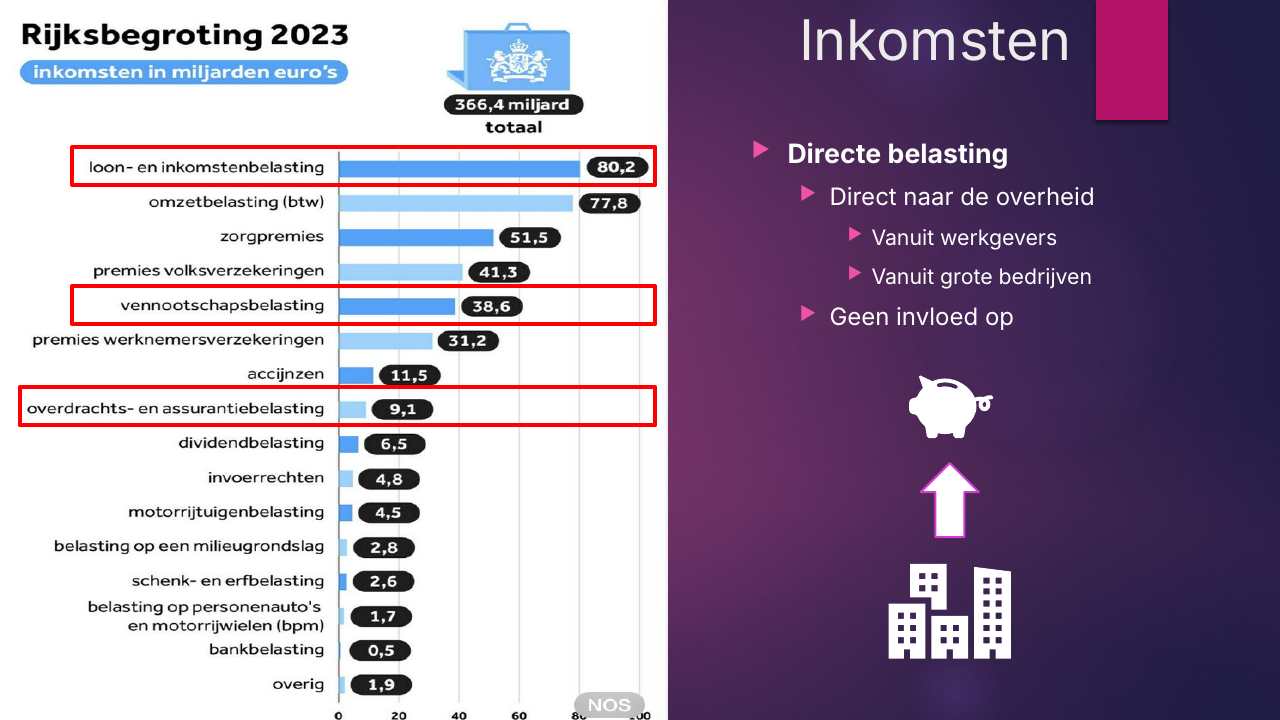 Rijksbegroting 2023
inkomsten in miljarden euro's
366,4 miljard
totaal
loon- en inkomstenbelasting 80,2
omzetbelasting (btw) 77,8
zorgpremies 51,5
premies volksverzekeringen 41,3
vennootschapsbelasting 38,6
premies werknemersverzekeringen 31,2
accijnzen 11,5
overdrachts- en assurantiebelasting 9,1
dividendbelasting 6,5
invoerrechten 4,8
motorrijtuigenbelasting 4,5
belasting op een milieugrondslag 2,8
schenk- en erfbelasting 2,6
belasting op personenauto's
en motorrijwielen (bpm) 1,7
bankbelasting 0,5
overig 1,9
NOS
0 20 40 60 80 100
Inkomsten
Directe belasting
Direct naar de overheid
Vanuit werkgevers
Vanuit grote bedrijven
Geen invloed op